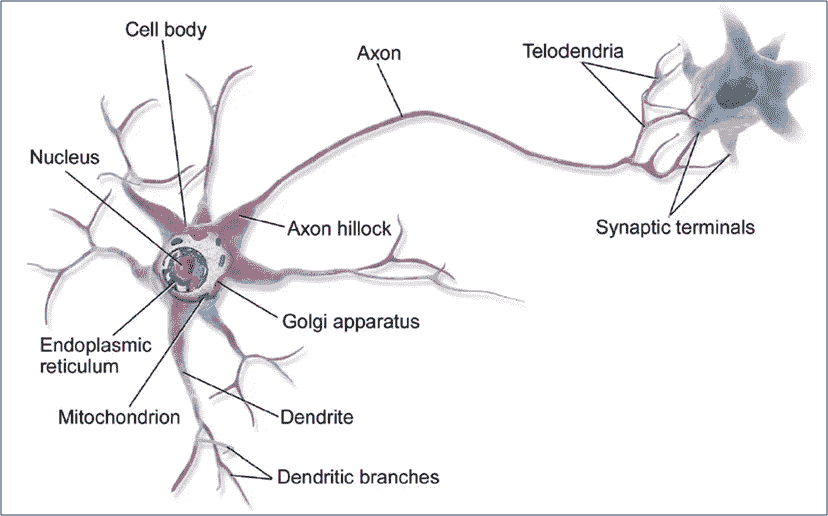 Cell body
Axon
Telodendria
Nucleus
Axon hillock
Synaptic terminals
Golgi apparatus
Endoplasmic
reticulum
Mitochondrion
Dendrite
Dendritic branches